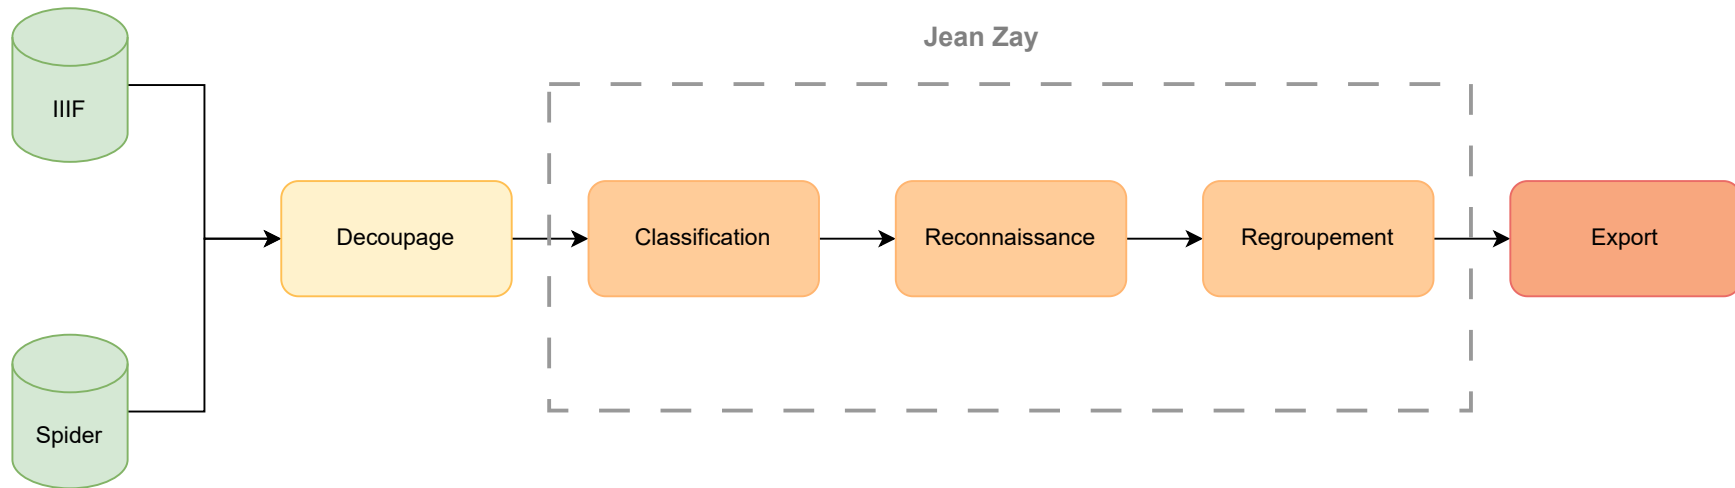 Jean Zay
IIIF
Decoupage
Classification
Reconnaissance
Regroupement
Export
Spider